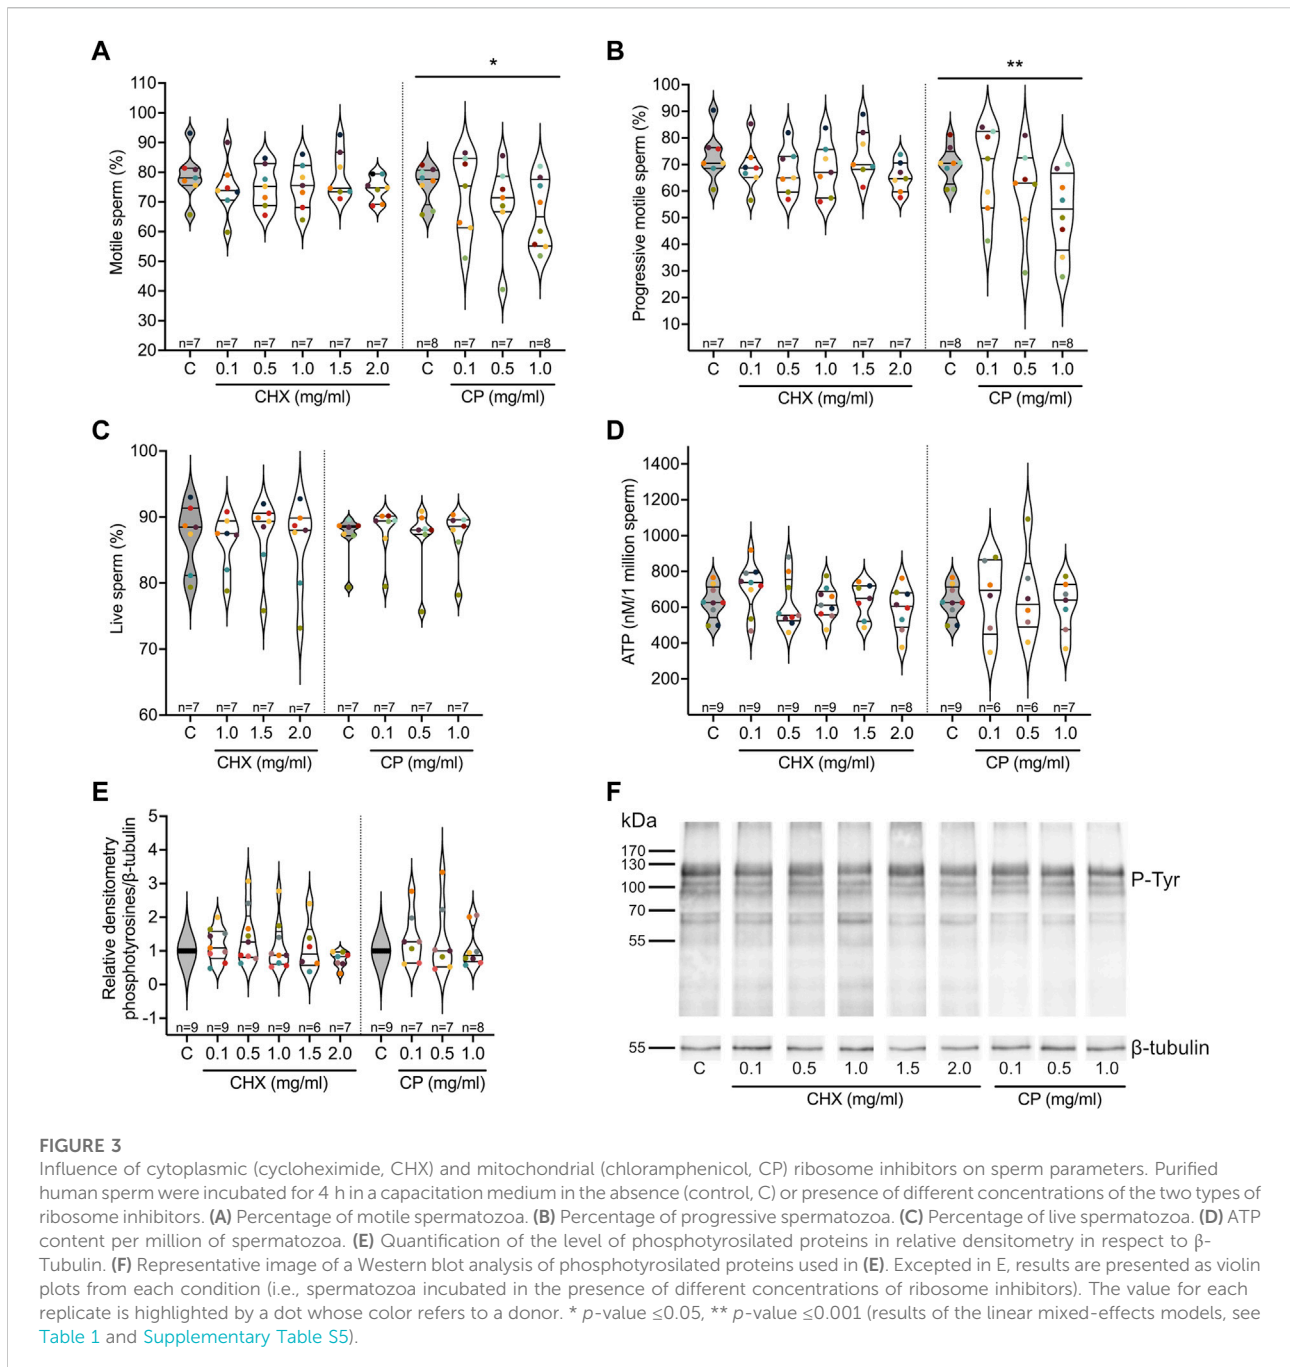 A
*
110
100
90
80
70
60
50
40
30
20
Motile sperm (%)
n=7 n=7 n=7 n=7 n=7 n=7 n=8 n=7 n=7 n=8
C 0.1 0.5 1.0 1.5 2.0 C 0.1 0.5 1.0
CHX (mg/ml) CP (mg/ml)
B
**
100
90
80
70
60
50
40
30
20
10
Progressive motile sperm (%)
n=7 n=7 n=7 n=7 n=7 n=7 n=8 n=7 n=7 n=8
C 0.1 0.5 1.0 1.5 2.0 C 0.1 0.5 1.0
CHX (mg/ml) CP (mg/ml)
C
100
90
80
70
60
Live sperm (%)
n=7 n=7 n=7 n=7 n=7 n=7 n=7 n=7
C 1.0 1.5 2.0 C 0.1 0.5 1.0
CHX (mg/ml) CP (mg/ml)
D
1400
1200
1000
800
600
400
200
ATP (nM/1 million sperm)
n=9 n=9 n=9 n=9 n=7 n=8 n=9 n=6 n=6 n=7
C 0.1 0.5 1.0 1.5 2.0 C 0.1 0.5 1.0
CHX (mg/ml) CP (mg/ml)
E
5
4
3
2
1
0
-1
Relative densitometry
phosphotyrosines/β-tubulin
n=9 n=9 n=9 n=9 n=6 n=7 n=9 n=7 n=7 n=8
C 0.1 0.5 1.0 1.5 2.0 C 0.1 0.5 1.0
CHX (mg/ml) CP (mg/ml)
F
kDa
170
130
100
70
55
P-Tyr
55
β-tubulin
C 0.1 0.5 1.0 1.5 2.0 0.1 0.5 1.0
CHX (mg/ml) CP (mg/ml)
FIGURE 3
Influence of cytoplasmic (cycloheximide, CHX) and mitochondrial (chloramphenicol, CP) ribosome inhibitors on sperm parameters. Purified
human sperm were incubated for 4 h in a capacitation medium in the absence (control, C) or presence of different concentrations of the two types of
ribosome inhibitors. (A) Percentage of motile spermatozoa. (B) Percentage of progressive spermatozoa. (C) Percentage of live spermatozoa. (D) ATP
content per million of spermatozoa. (E) Quantification of the level of phosphotyrosilated proteins in relative densitometry in respect to β-
Tubulin. (F) Representative image of a Western blot analysis of phosphotyrosilated proteins used in (E). Excepted in E, results are presented as violin
plots from each condition (i.e., spermatozoa incubated in the presence of different concentrations of ribosome inhibitors). The value for each
replicate is highlighted by a dot whose color refers to a donor. * p-value ≤0.05, ** p-value ≤0.001 (results of the linear mixed-effects models, see
Table 1 and Supplementary Table S5).